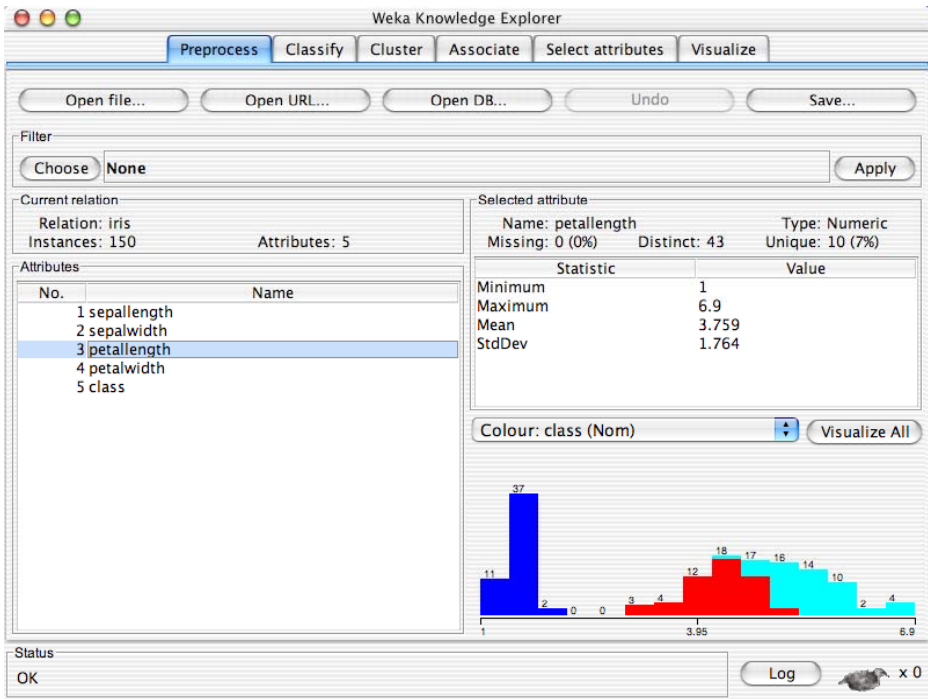 Weka Knowledge Explorer
Preprocess Classify Cluster Associate Select attributes Visualize
Open file... Open URL... Open DB... Undo Save...
Filter
Choose None Apply
Current relation
Relation: iris
Instances: 150 Attributes: 5
Attributes
No. Name
1 sepallength
2 sepalwidth
3 petallength
4 petalwidth
5 class
Selected attribute
Name: petallength Type: Numeric
Missing: 0 (0%) Distinct: 43 Unique: 10 (7%)
Statistic Value
Minimum 1
Maximum 6.9
Mean 3.759
StdDev 1.764
Colour: class (Nom) Visualize All
37
11 2 0 0 3 4 12 18 17 16 14 10 2 4
1 3.95 6.9
Status
OK Log x 0